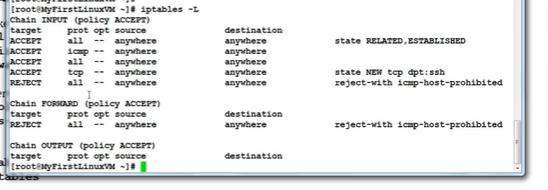 [root@MyFirstLinuxVM ~]# iptables -L
Chain INPUT (policy ACCEPT)
target prot opt source destination
ACCEPT all -- anywhere anywhere state RELATED,ESTABLISHED
ACCEPT icmp -- anywhere anywhere
ACCEPT all -- anywhere anywhere
ACCEPT tcp -- anywhere anywhere state NEW tcp dpt:ssh
REJECT all -- anywhere anywhere reject-with icmp-host-prohibited
Chain FORWARD (policy ACCEPT)
target prot opt source destination
REJECT all -- anywhere anywhere reject-with icmp-host-prohibited
Chain OUTPUT (policy ACCEPT)
target prot opt source destination
[root@MyFirstLinuxVM ~]#